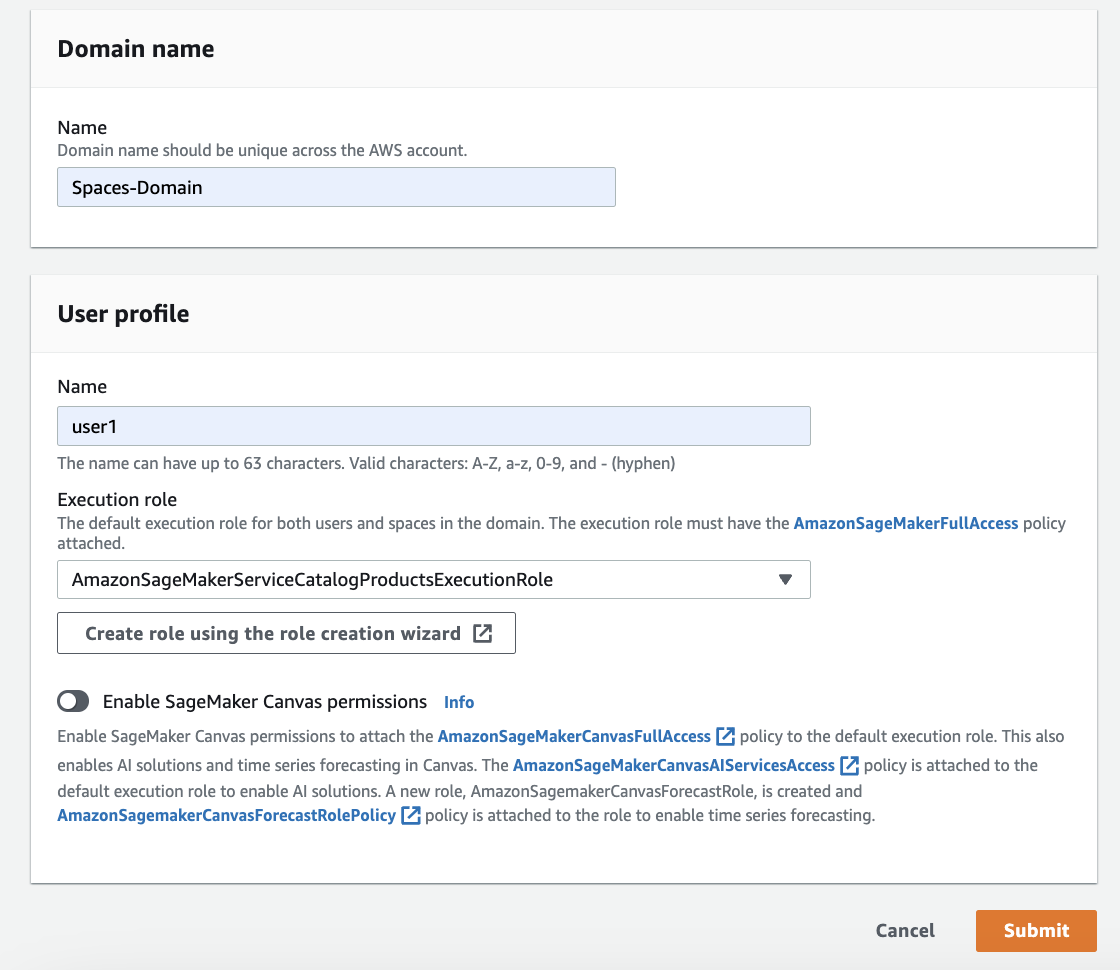 Domain name
Name
Domain name should be unique across the AWS account.
Spaces-Domain
User profile
Name
user1
The name can have up to 63 characters. Valid characters: A-Z, a-z, 0-9, and - (hyphen)
Execution role
The default execution role for both users and spaces in the domain. The execution role must have the AmazonSageMakerFullAccess policy
attached.
AmazonSageMakerServiceCatalogProductsExecutionRole
Create role using the role creation wizard
Enable SageMaker Canvas permissions Info
Enable SageMaker Canvas permissions to attach the AmazonSageMakerCanvasFullAccess policy to the default execution role. This also
enables AI solutions and time series forecasting in Canvas. The AmazonSageMakerCanvasAIServicesAccess policy is attached to the
default execution role to enable AI solutions. A new role, AmazonSagemakerCanvasForecastRole, is created and
AmazonSagemakerCanvasForecastRolePolicy policy is attached to the role to enable time series forecasting.
Cancel Submit